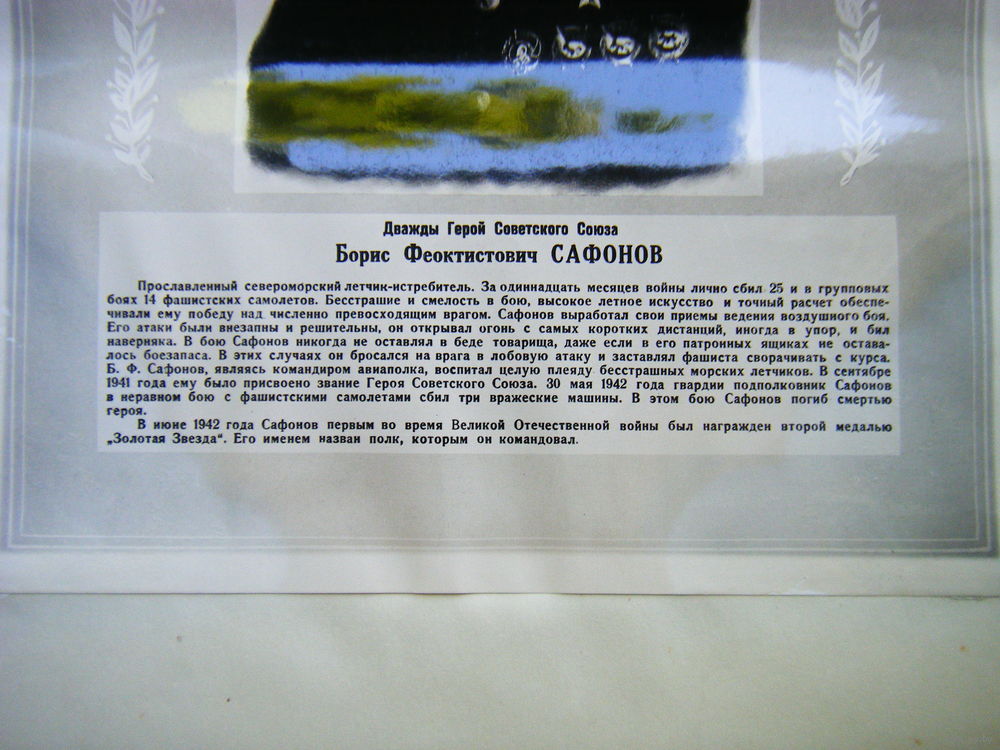 Дважды Герой Советского Союза
Борис Феоктистович САФОНОВ
Прославленный североморский летчик-истребитель. За одиннадцать месяцев войны лично сбил 25 и в групповых
боях 14 фашистских самолетов. Бесстрашие и смелость в бою, высокое летное искусство и точный расчет обеспе-
чивали ему победу над численно превосходящим врагом. Сафонов выработал свои приемы ведения воздушного боя.
Его атаки были внезапны и решительны, он открывал огонь с самых коротких дистанций, иногда в упор, и бил
наверняка. В бою Сафонов никогда не оставлял в беде товарища, даже если в его патронных ящиках не остава-
лось боезапаса. В этих случаях он бросался на врага в лобовую атаку и заставлял фашиста сворачивать с курса.
Б. Ф. Сафонов, являясь командиром авиаполка, воспитал целую плеяду бесстрашных морских летчиков. В сентябре
1941 года ему было присвоено звание Героя Советского Союза. 30 мая 1942 года гвардии подполковник Сафонов
в неравном бою с фашистскими самолетами сбил три вражеские машины. В этом бою Сафонов погиб смертью
героя.
В июне 1942 года Сафонов первым во время Великой Отечественной войны был награжден второй медалью
„Золотая Звезда“. Его именем назван полк, которым он командовал.